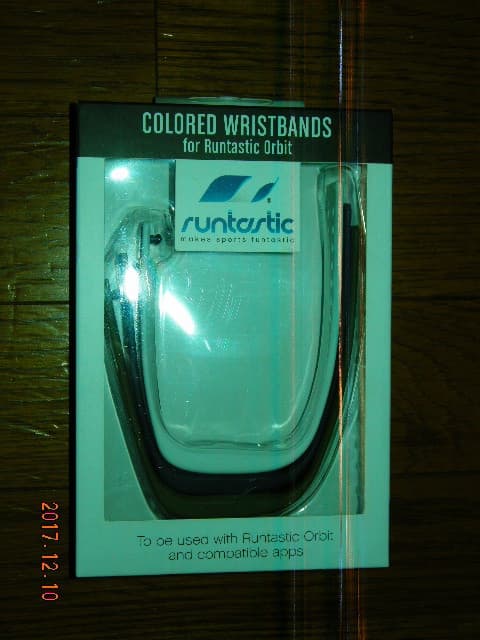 COLORED WRISTBANDS
for Runtastic Orbit
runtastic
makes sports funtastic
To be used with Runtastic Orbit
and compatible apps
2017.12.10